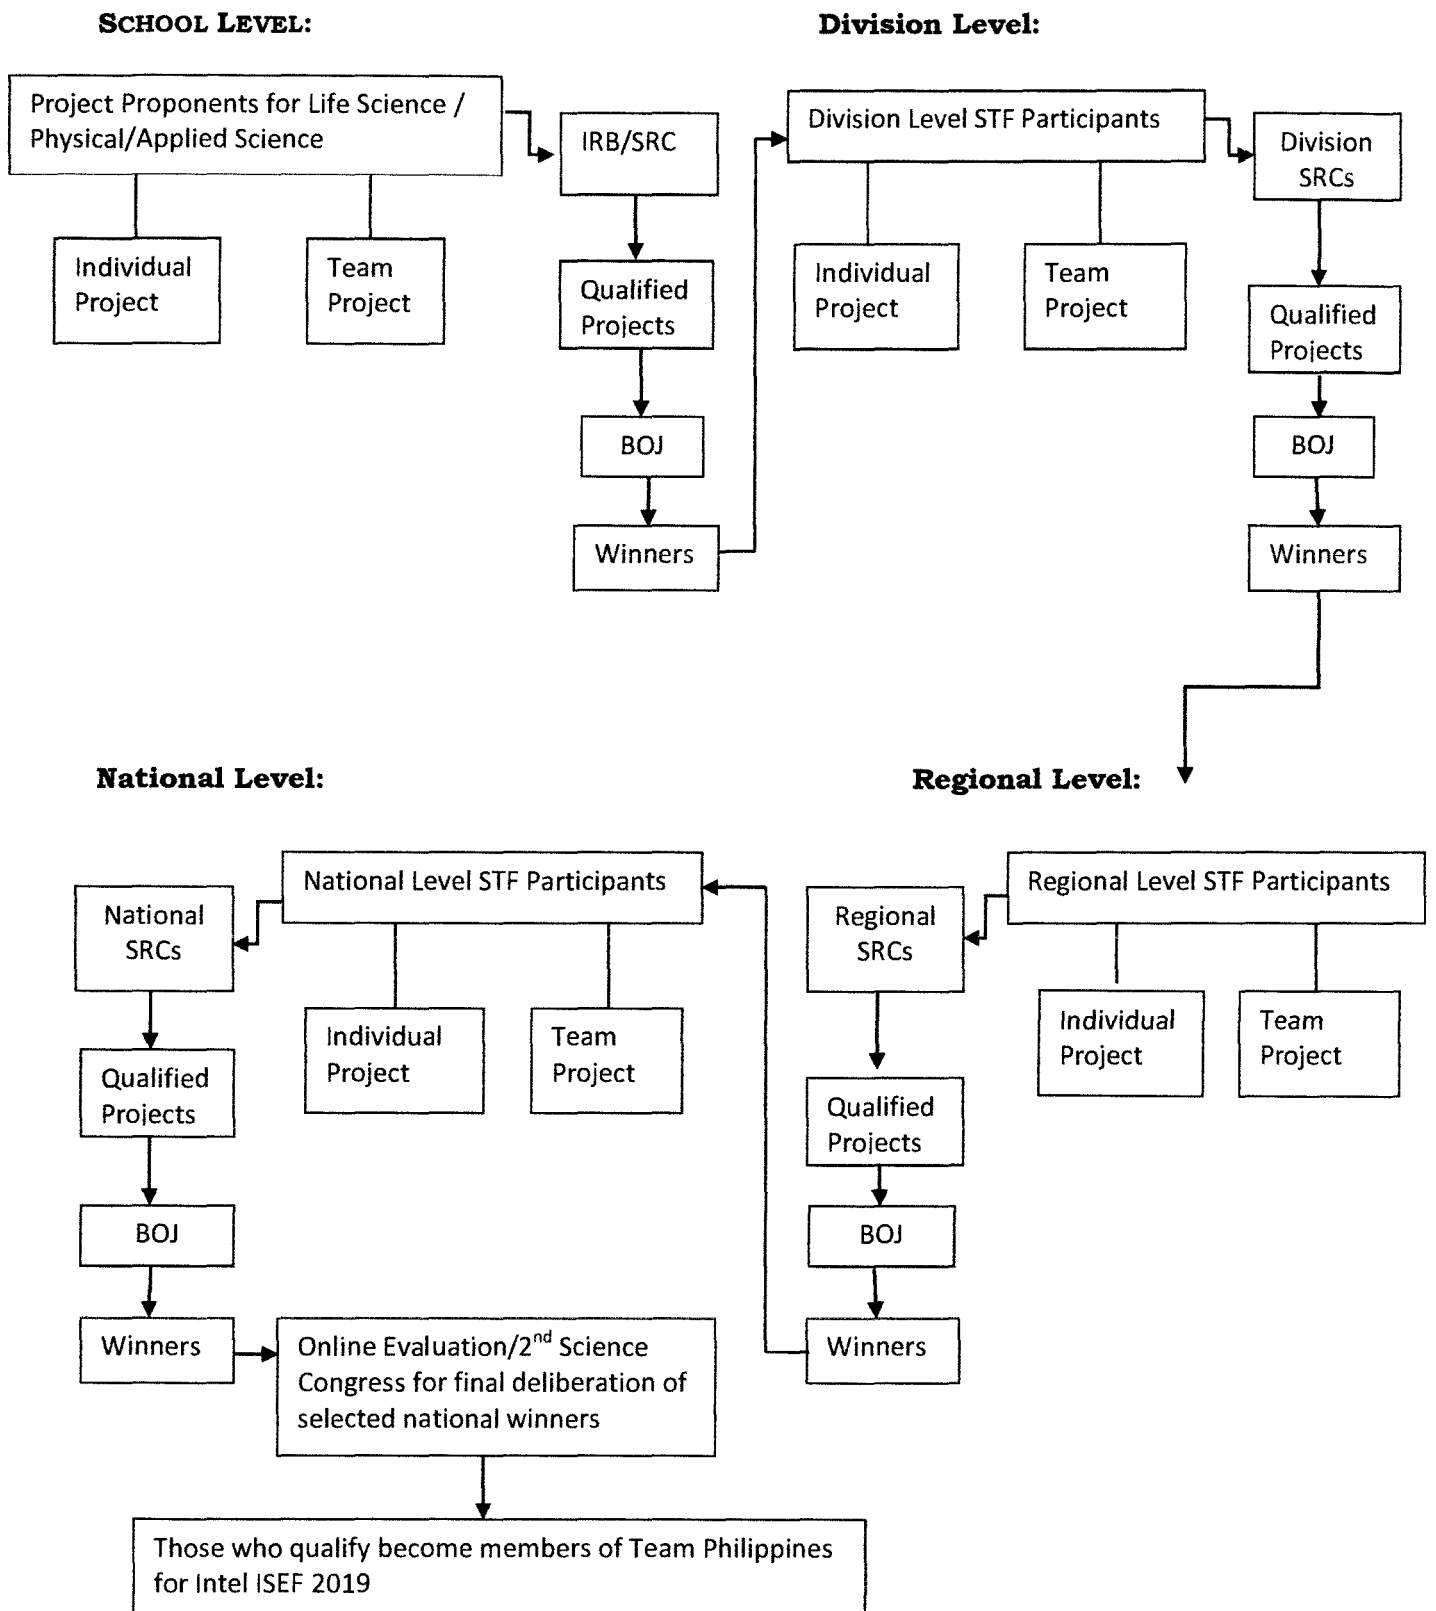 SCHOOL LEVEL:
Project Proponents for Life Science /
Physical/Applied Science
Individual
Project
Team
Project
IRB/SRC
Qualified
Projects
BOJ
Winners
Division Level:
Division Level STF Participants
Individual
Project
Team
Project
Division
SRCs
Qualified
Projects
BOJ
Winners
Regional Level:
Regional Level STF Participants
Individual
Project
Team
Project
Regional
SRCs
Qualified
Projects
BOJ
Winners
National Level:
National Level STF Participants
Individual
Project
Team
Project
National
SRCs
Qualified
Projects
BOJ
Winners
Online Evaluation/2nd Science
Congress for final deliberation of
selected national winners
Those who qualify become members of Team Philippines
for Intel ISEF 2019